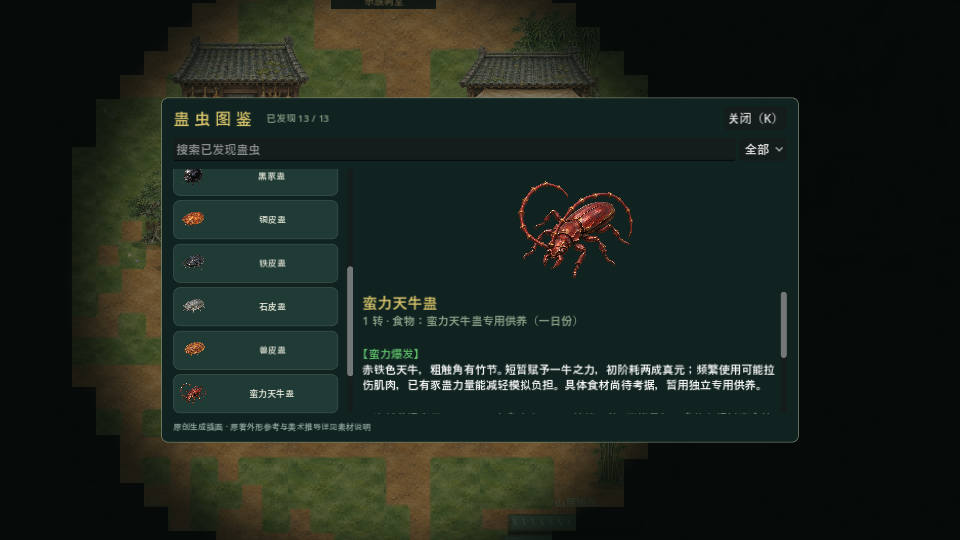 蛊虫图鉴
已发现 13 / 13
关闭（K）
搜索已发现蛊虫
全部
黑豕蛊
铜皮蛊
铁皮蛊
石皮蛊
兽皮蛊
蛮力天牛蛊
蛮力天牛蛊
1 转 · 食物：蛮力天牛蛊专用供养（一日份）
【蛮力爆发】
赤铁色天牛，粗触角有竹节。短暂赋予一牛之力，初阶耗两成真元；频繁使用可能拉
伤肌肉，已有豕蛊力量能减轻模拟负担。具体食材尚待考据，暂用独立专用供养。
原创生成插画 · 原著外形参考与美术推导详见素材说明